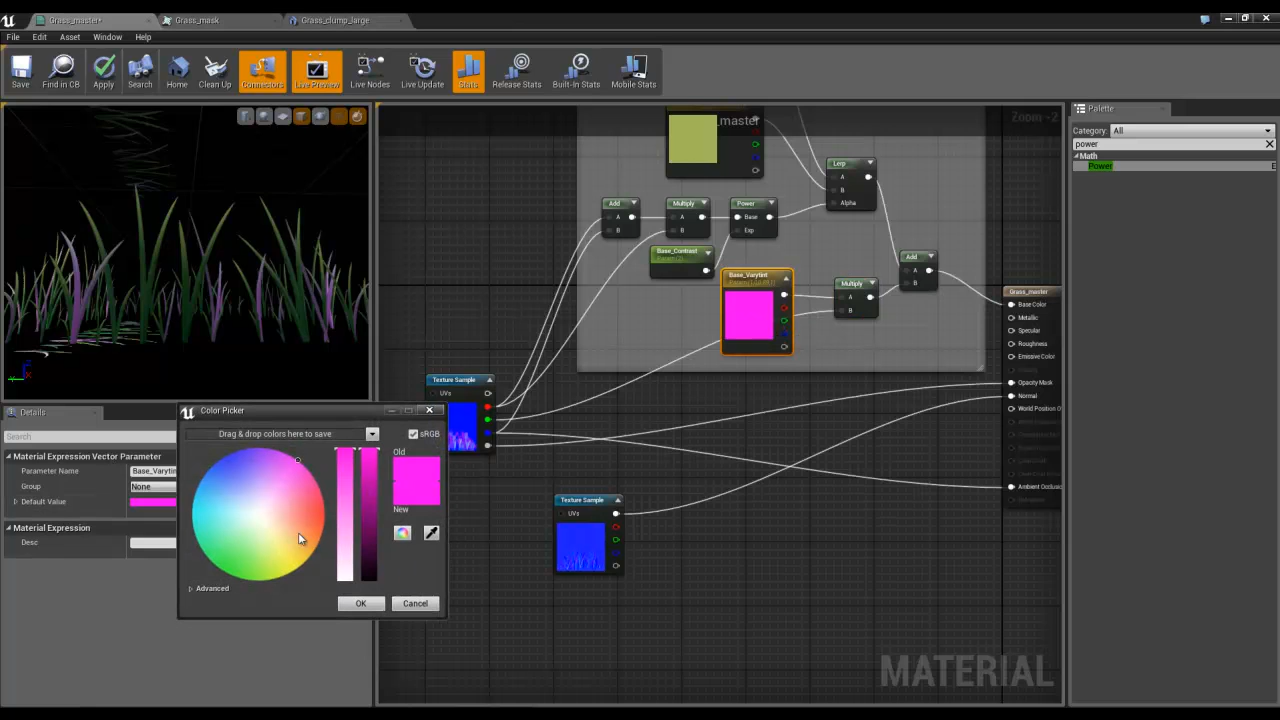 Grass_master*
Grass_mask
Grass_clump_large
File Edit Asset Window Help
Save
Find in CB
Apply
Search
Home
Clean Up
Connectors
Live Preview
Live Nodes
Live Update
Stats
Release Stats
Built-In Stats
Mobile Stats
Palette
Category: All
power
Math
Power
E
Zoom -2
_master
Lerp
A
B
Alpha
Add
A
B
Multiply
A
B
Power
Base
Exp
Base_Contrast
Base_Varytint
Multiply
A
B
Add
A
B
Grass_master
Base Color
Metallic
Specular
Roughness
Emissive Color
Opacity Mask
Normal
World Position O
Ambient Occlusio
Texture Sample
UVs
Texture Sample
UVs
MATERIAL
Details
Search
Material Expression Vector Parameter
Parameter Name Base_Varytint
Group None
Default Value
Material Expression
Desc
Color Picker
Drag & drop colors here to save
sRGB
Old
New
Advanced
OK
Cancel